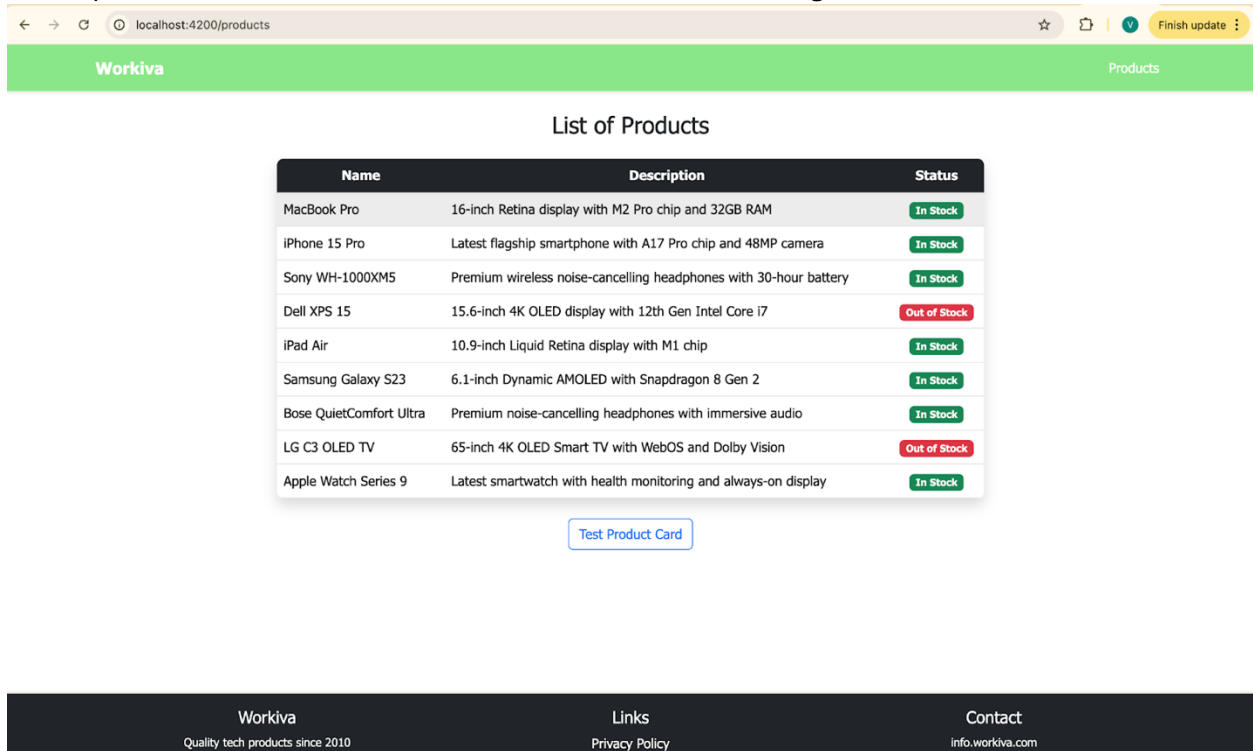 localhost:4200/products
V
Finish update
Workiva
Products
List of Products
Name Description Status
MacBook Pro 16-inch Retina display with M2 Pro chip and 32GB RAM In Stock
iPhone 15 Pro Latest flagship smartphone with A17 Pro chip and 48MP camera In Stock
Sony WH-1000XM5 Premium wireless noise-cancelling headphones with 30-hour battery In Stock
Dell XPS 15 15.6-inch 4K OLED display with 12th Gen Intel Core i7 Out of Stock
iPad Air 10.9-inch Liquid Retina display with M1 chip In Stock
Samsung Galaxy S23 6.1-inch Dynamic AMOLED with Snapdragon 8 Gen 2 In Stock
Bose QuietComfort Ultra Premium noise-cancelling headphones with immersive audio In Stock
LG C3 OLED TV 65-inch 4K OLED Smart TV with WebOS and Dolby Vision Out of Stock
Apple Watch Series 9 Latest smartwatch with health monitoring and always-on display In Stock
Test Product Card
Workiva Links Contact
Quality tech products since 2010 Privacy Policy info.workiva.com